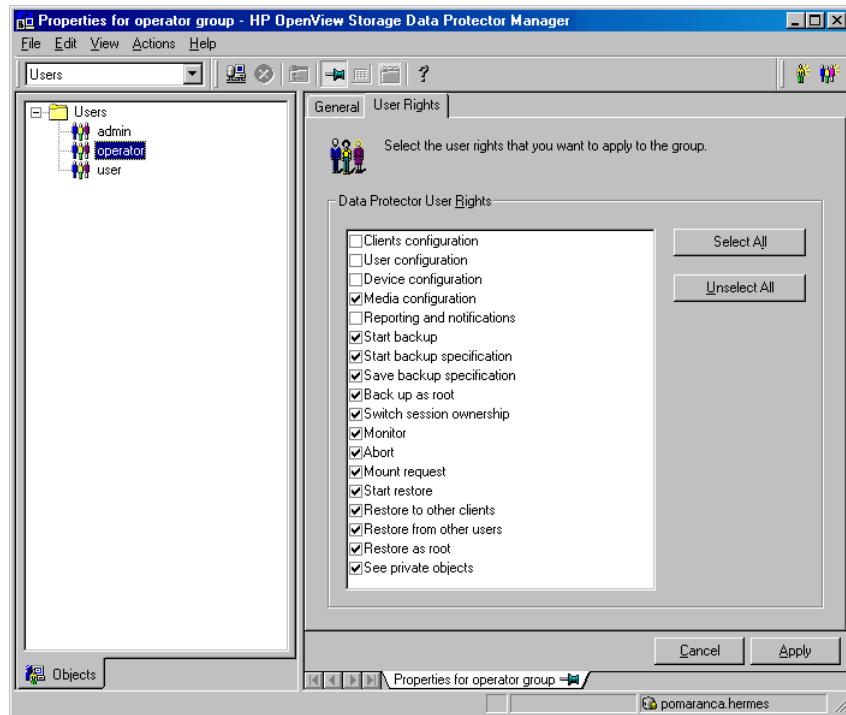 Properties for operator group - HP OpenView Storage Data Protector Manager
File Edit View Actions Help
Users
Users
admin
operator
user
Objects
General User Rights
Select the user rights that you want to apply to the group.
Data Protector User Rights
Clients configuration
User configuration
Device configuration
Media configuration
Reporting and notifications
Start backup
Start backup specification
Save backup specification
Back up as root
Switch session ownership
Monitor
Abort
Mount request
Start restore
Restore to other clients
Restore from other users
Restore as root
See private objects
Select All
Unselect All
Cancel Apply
Properties for operator group
pomaranca.hermes